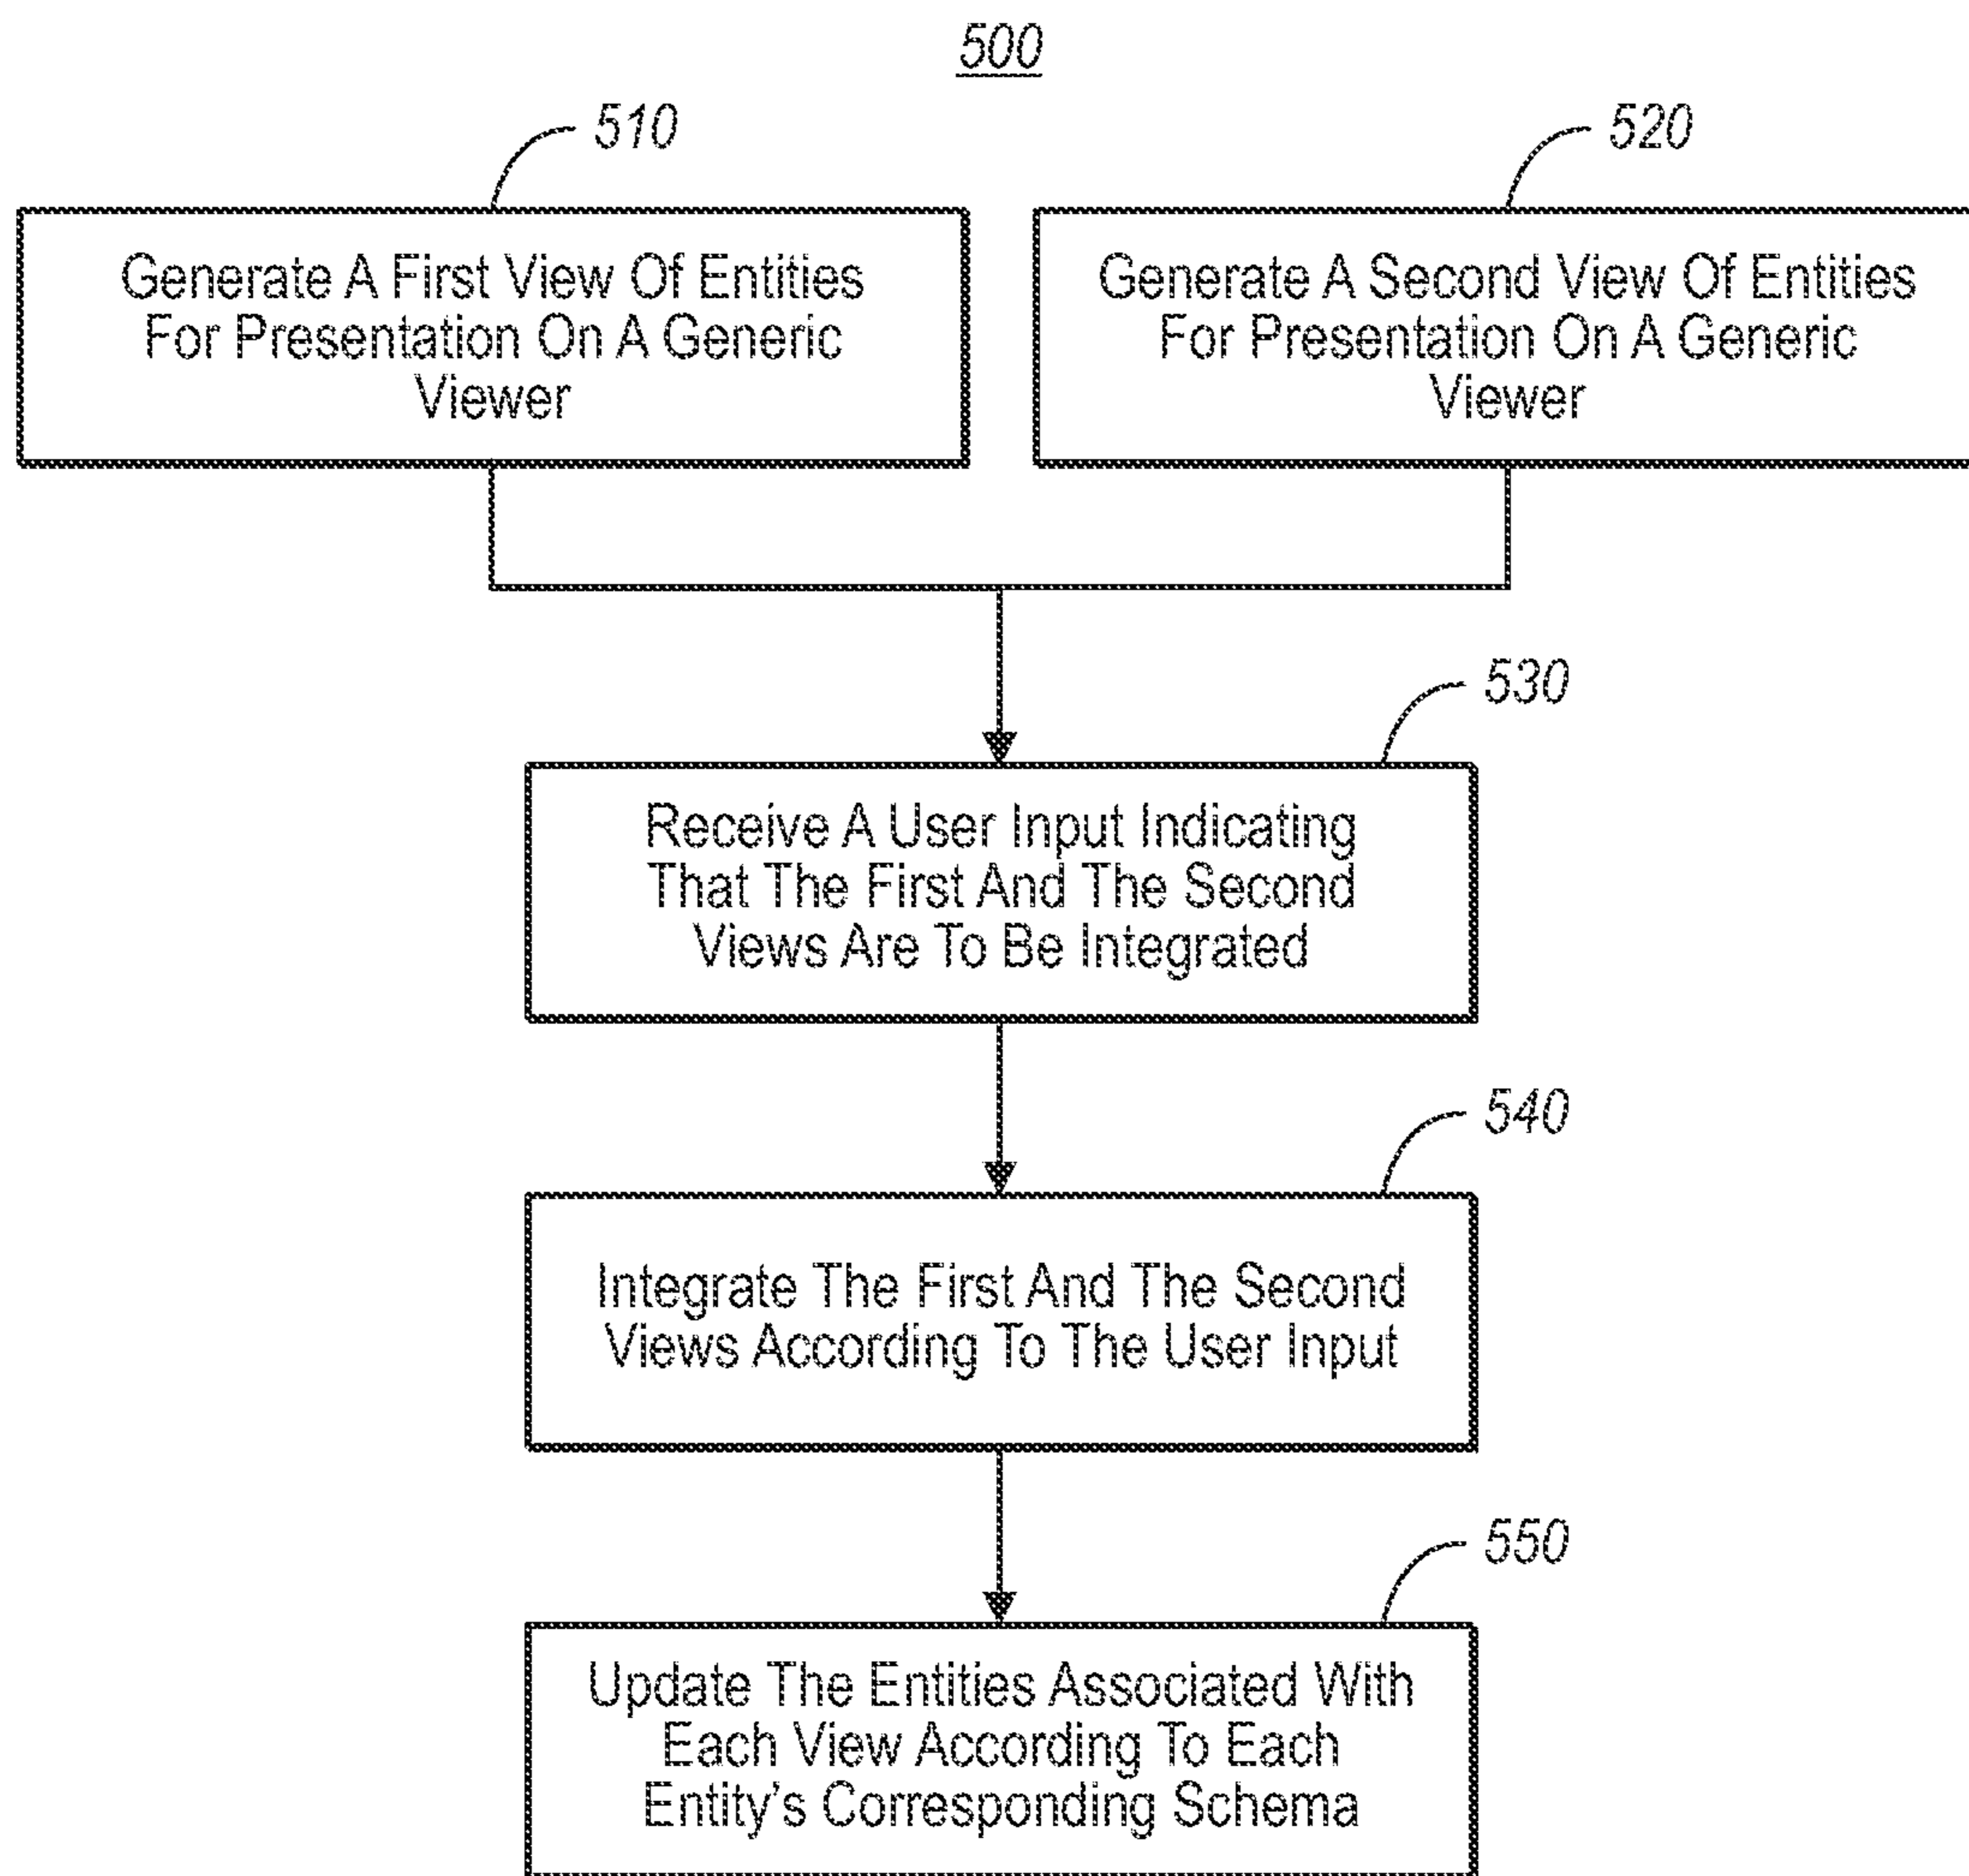 500
510
520
Generate A First View Of Entities
For Presentation On A Generic
Viewer
Generate A Second View Of Entities
For Presentation On A Generic
Viewer
530
Receive A User Input Indicating
That The First And The Second
Views Are To Be Integrated
540
Integrate The First And The Second
Views According To The User Input
550
Update The Entities Associated With
Each View According To Each
Entity's Corresponding Schema